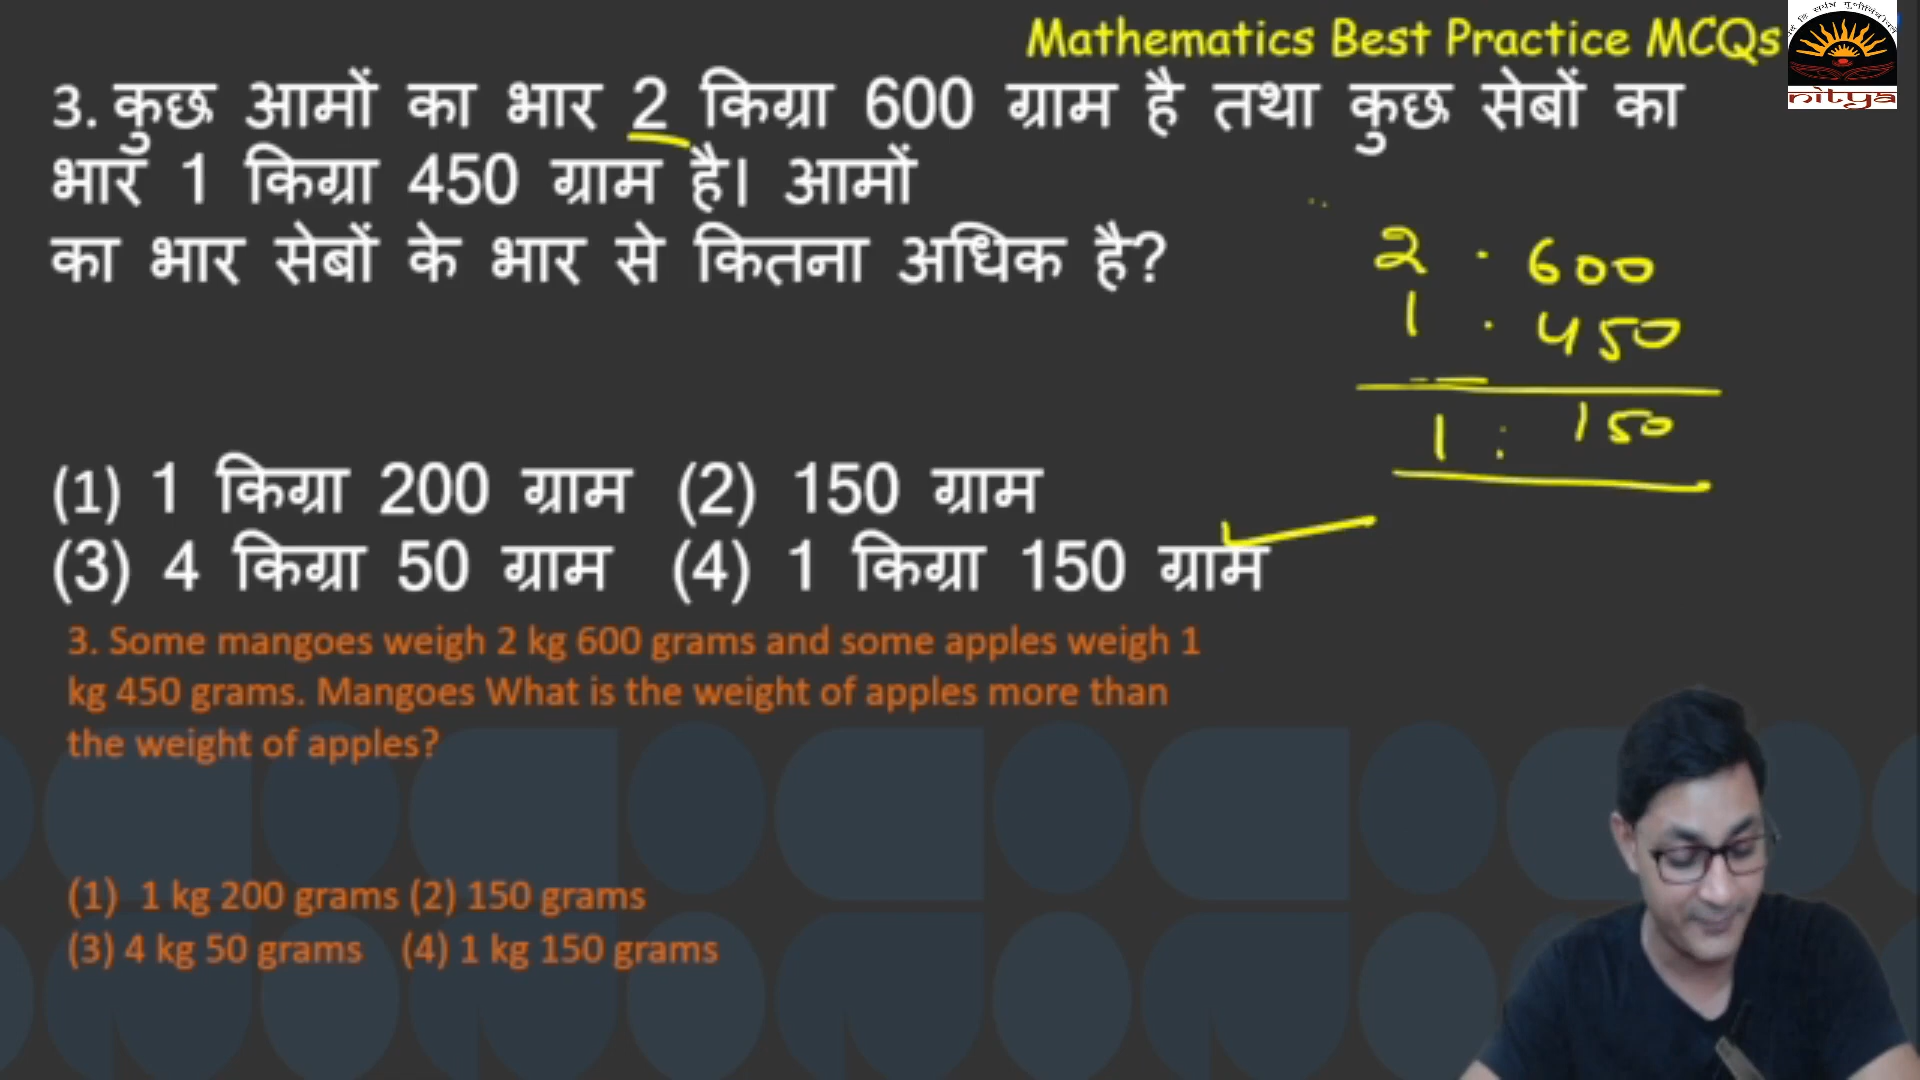 Mathematics Best Practice MCQs
nitya
3. कुछ आमों का भार 2 किग्रा 600 ग्राम है तथा कुछ सेबों का
भार 1 किग्रा 450 ग्राम है। आमों
का भार सेबों के भार से कितना अधिक है?
2 . 600
1 . 450
1 : 150
(1) 1 किग्रा 200 ग्राम (2) 150 ग्राम
(3) 4 किग्रा 50 ग्राम (4) 1 किग्रा 150 ग्राम
3. Some mangoes weigh 2 kg 600 grams and some apples weigh 1
kg 450 grams. Mangoes What is the weight of apples more than
the weight of apples?
(1) 1 kg 200 grams (2) 150 grams
(3) 4 kg 50 grams (4) 1 kg 150 grams